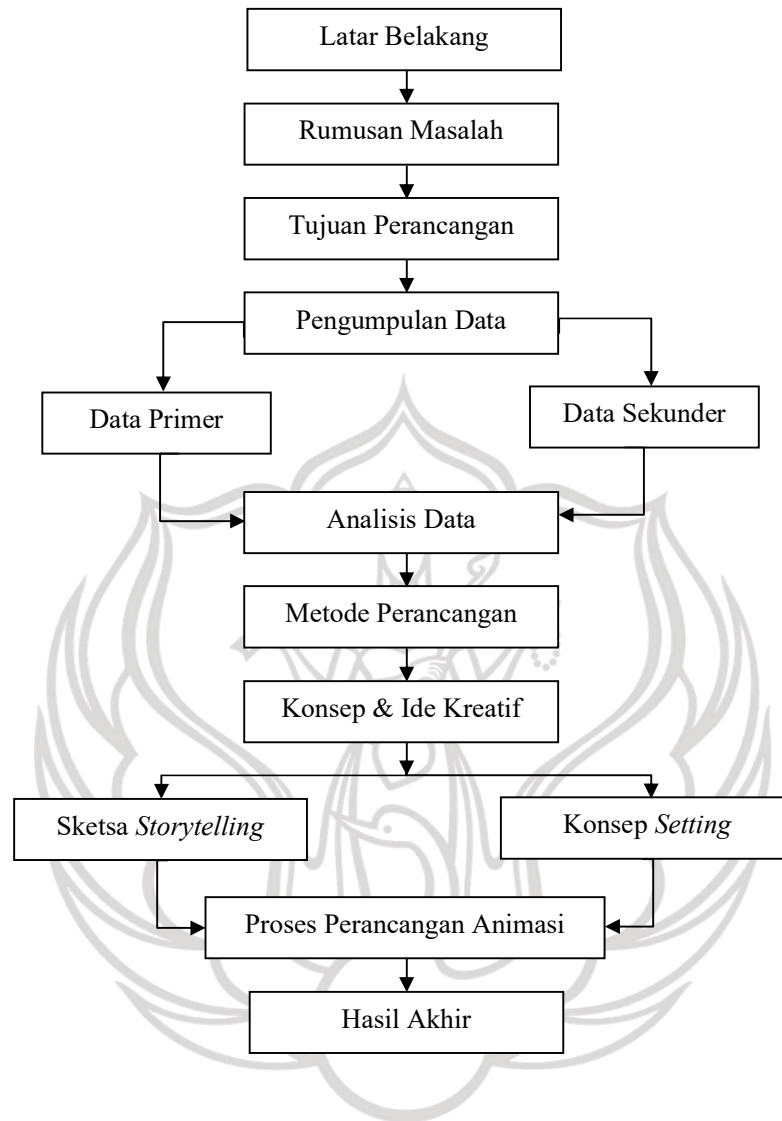 Latar Belakang
Rumusan Masalah
Tujuan Perancangan
Pengumpulan Data
Data Primer
Data Sekunder
Analisis Data
Metode Perancangan
Konsep & Ide Kreatif
Sketsa Storytelling
Konsep Setting
Proses Perancangan Animasi
Hasil Akhir